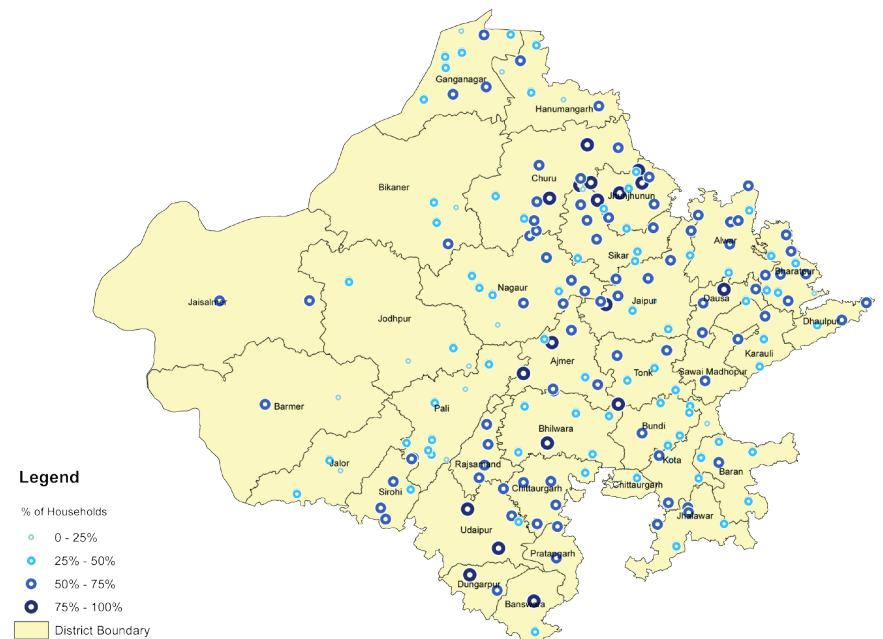 Ganganagar
Hanumangarh
Churu
Bikaner
Jhunjhunun
Sikar
Alwar
Bharatpur
Jaisalmer
Nagaur
Jaipur
Dausa
Jodhpur
Dhaulpur
Karauli
Ajmer
Tonk
Sawai Madhopur
Barmer
Pali
Bhilwara
Bundi
Jalor
Rajsamand
Kota
Baran
Sirohi
Chittaurgarh
Chittaurgarh
Jhalawar
Udaipur
Pratapgarh
Dungarpur
Banswara
Legend
% of Households
0 - 25%
25% - 50%
50% - 75%
75% - 100%
District Boundary